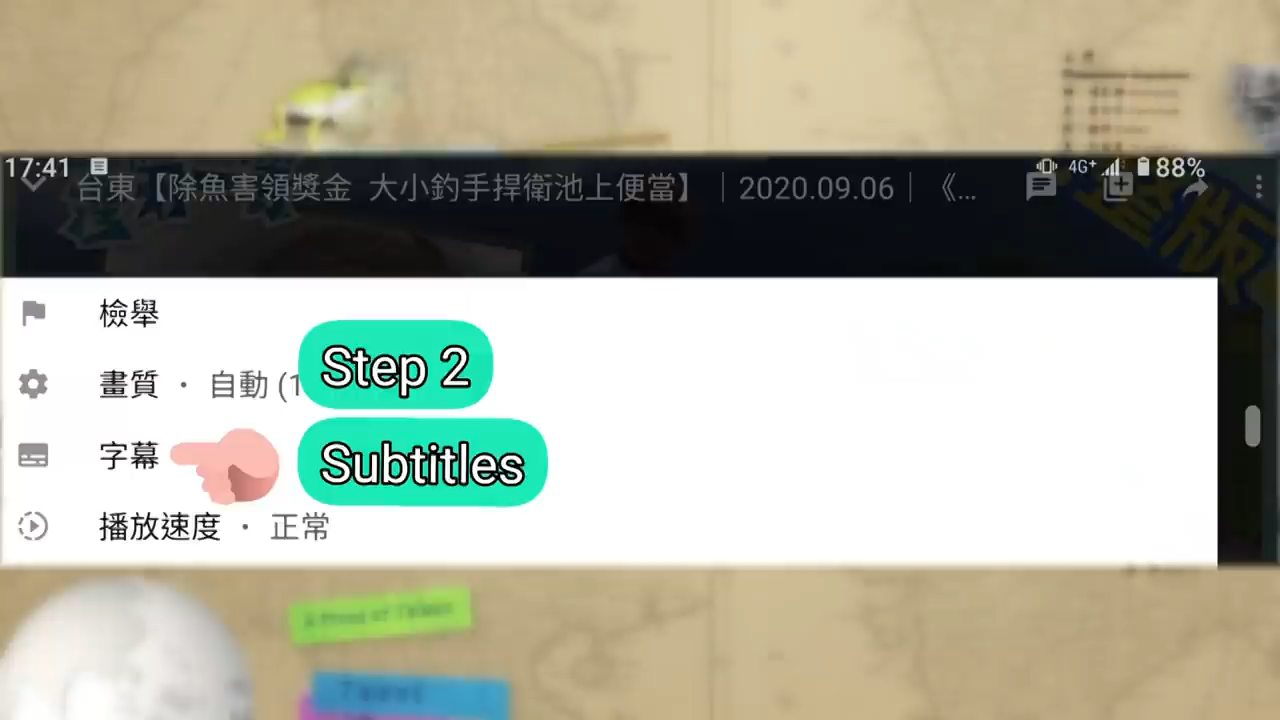 17:41
4G+
88%
台東【除魚害領獎金 大小釣手捍衛池上便當】｜2020.09.06｜《...
整版
檢舉
畫質 · 自動 (1
Step 2
字幕
Subtitles
播放速度 · 正常